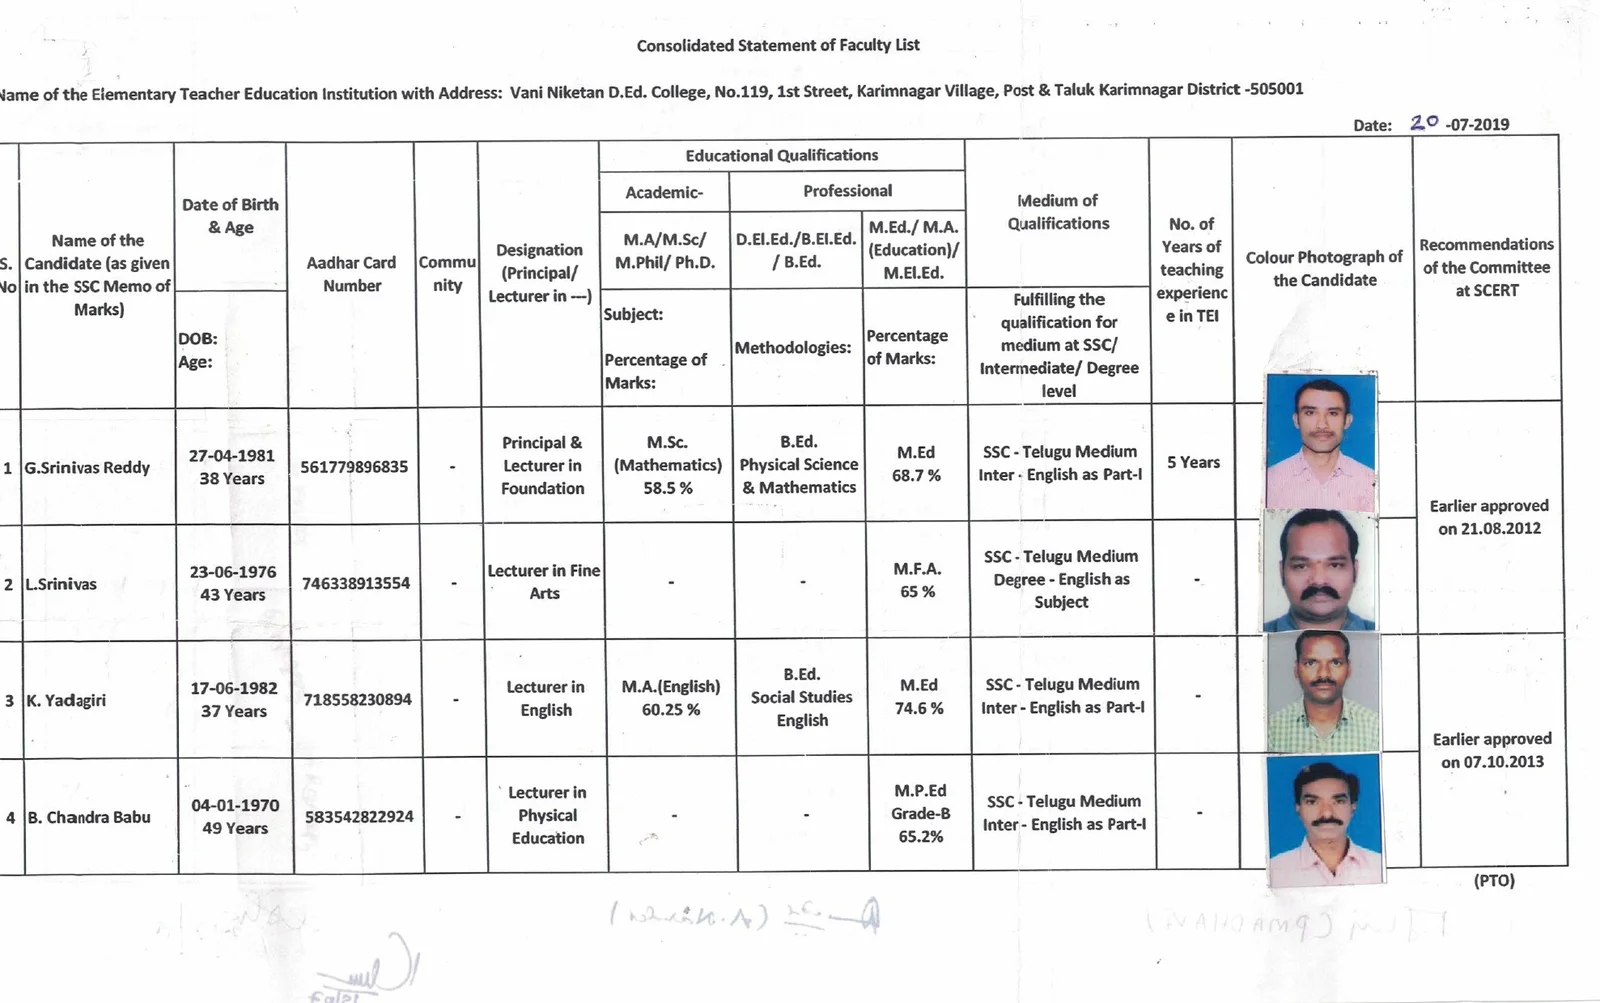 Consolidated Statement of Faculty List
Name of the Elementary Teacher Education Institution with Address: Vani Niketan D.Ed. College, No.119, 1st Street, Karimnagar Village, Post & Taluk Karimnagar District -505001
Date: 20 -07-2019
S. No
Name of the Candidate (as given in the SSC Memo of Marks)
Date of Birth & Age
DOB:
Age:
Aadhar Card Number
Commu nity
Designation (Principal/ Lecturer in ---)
Educational Qualifications
Academic-
Professional
M.A/M.Sc/ M.Phil/ Ph.D.
D.El.Ed./B.El.Ed. / B.Ed.
M.Ed./ M.A. (Education)/ M.El.Ed.
Subject:
Percentage of Marks:
Methodologies:
Percentage of Marks:
Medium of Qualifications
Fulfilling the qualification for medium at SSC/ Intermediate/ Degree level
No. of Years of teaching experienc e in TEI
Colour Photograph of the Candidate
Recommendations of the Committee at SCERT
1 G.Srinivas Reddy
27-04-1981
38 Years
561779896835
-
Principal & Lecturer in Foundation
M.Sc. (Mathematics) 58.5 %
B.Ed. Physical Science & Mathematics
M.Ed 68.7 %
SSC - Telugu Medium
Inter - English as Part-I
5 Years
Earlier approved on 21.08.2012
2 L.Srinivas
23-06-1976
43 Years
746338913554
-
Lecturer in Fine Arts
-
-
M.F.A. 65 %
SSC - Telugu Medium
Degree - English as Subject
-
3 K. Yadagiri
17-06-1982
37 Years
718558230894
-
Lecturer in English
M.A.(English) 60.25 %
B.Ed. Social Studies English
M.Ed 74.6 %
SSC - Telugu Medium
Inter - English as Part-I
-
Earlier approved on 07.10.2013
4 B. Chandra Babu
04-01-1970
49 Years
583542822924
-
Lecturer in Physical Education
-
-
M.P.Ed Grade-B 65.2%
SSC - Telugu Medium
Inter - English as Part-I
-
(PTO)